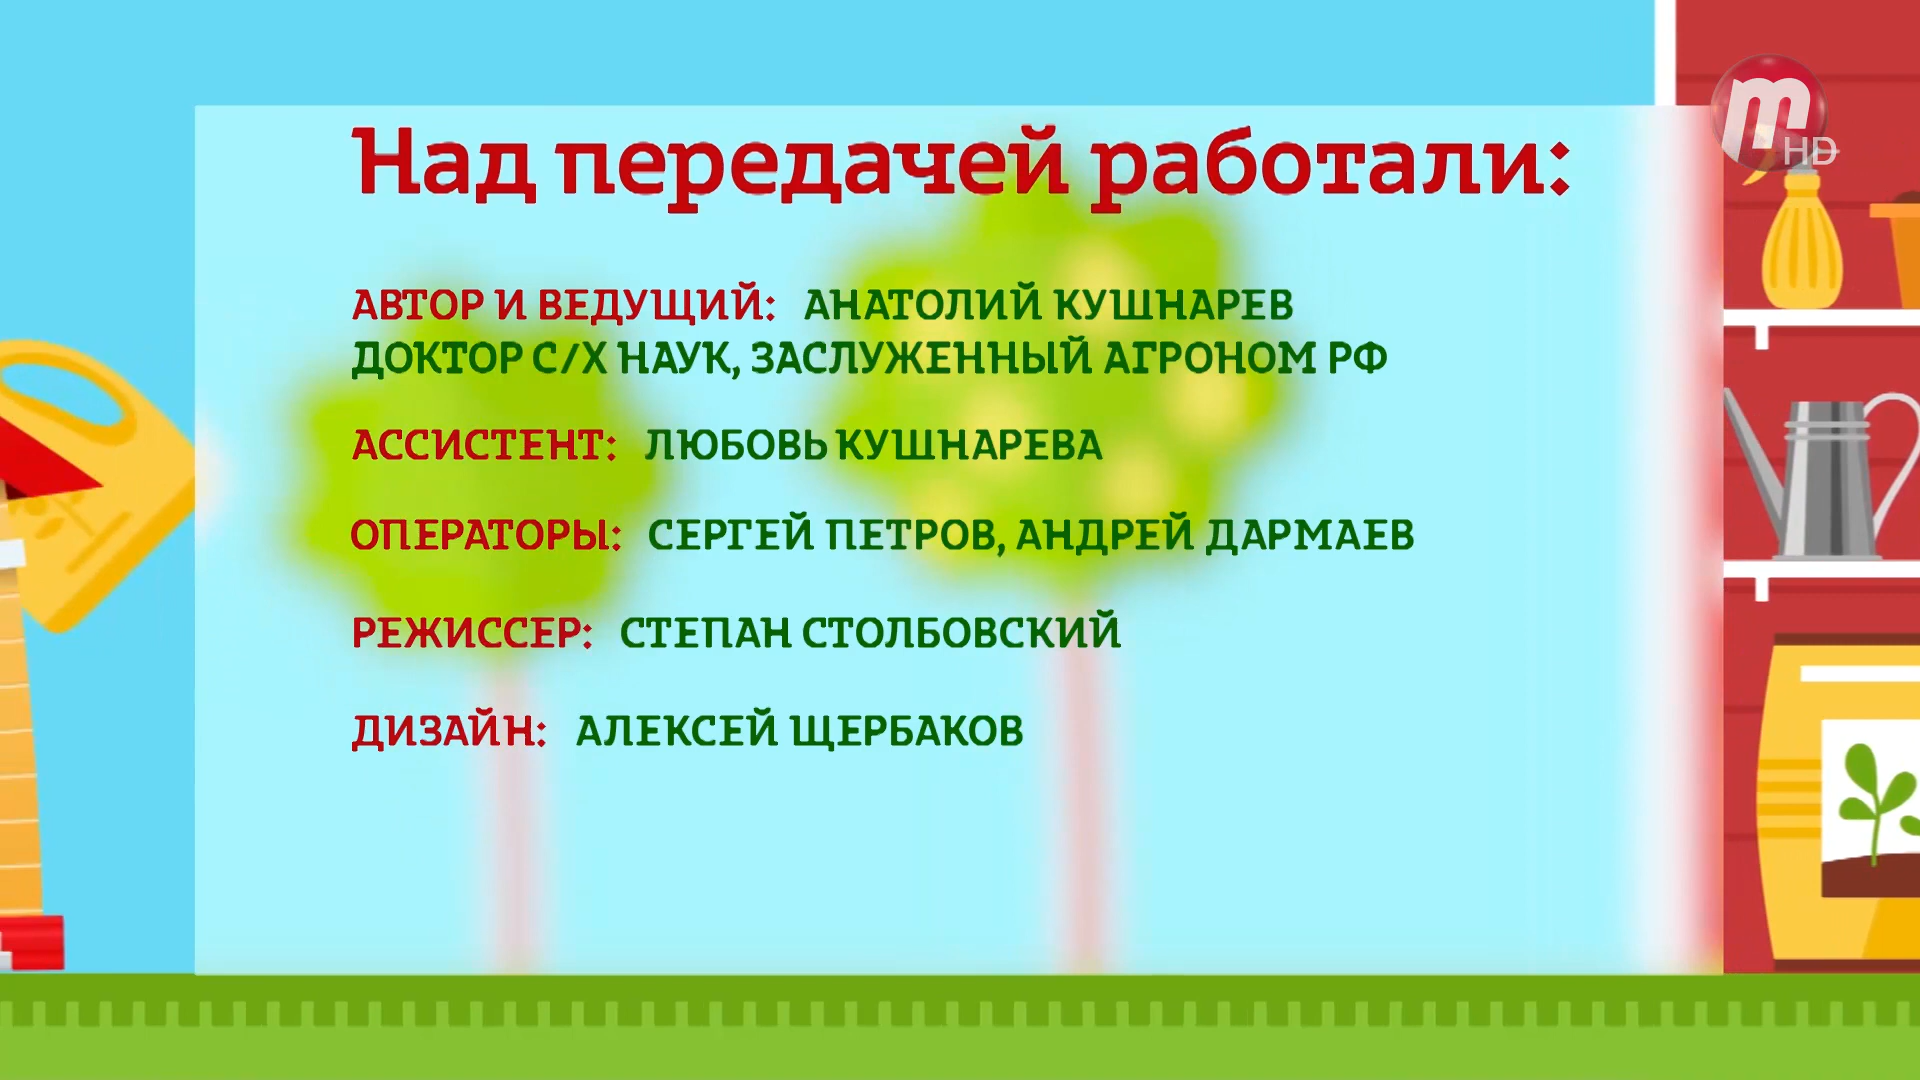 Над передачей работали:
АВТОР И ВЕДУЩИЙ: АНАТОЛИЙ КУШНАРЕВ
ДОКТОР С/Х НАУК, ЗАСЛУЖЕННЫЙ АГРОНОМ РФ
АССИСТЕНТ: ЛЮБОВЬ КУШНАРЕВА
ОПЕРАТОРЫ: СЕРГЕЙ ПЕТРОВ, АНДРЕЙ ДАРМАЕВ
РЕЖИССЕР: СТЕПАН СТОЛБОВСКИЙ
ДИЗАЙН: АЛЕКСЕЙ ЩЕРБАКОВ
m HD